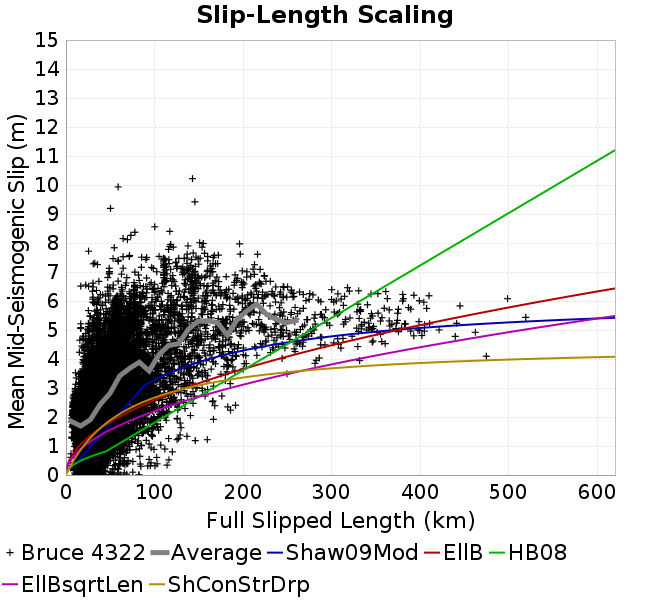 Slip-Length Scaling
Mean Mid-Seismogenic Slip (m)
15
14
13
12
11
10
9
8
7
6
5
4
3
2
1
0
0 100 200 300 400 500 600
Full Slipped Length (km)
Bruce 4322 Average Shaw09Mod EllB HB08
EllBsqrtLen ShConStrDrp